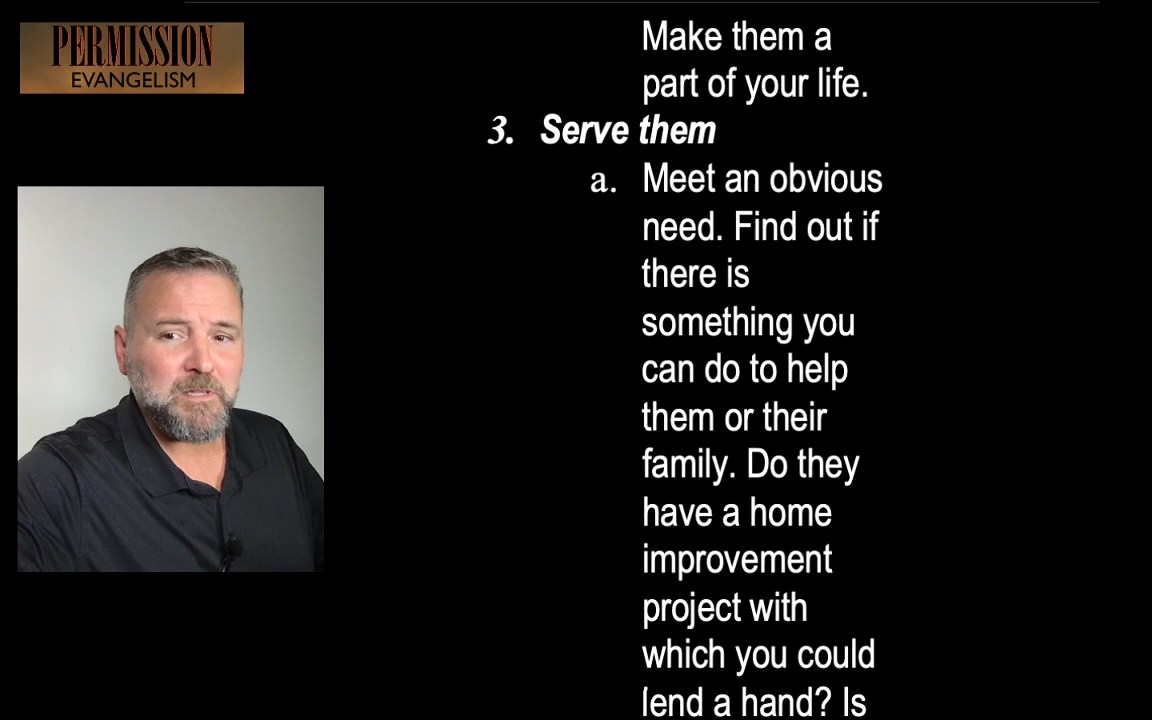 PERMISSION
EVANGELISM
Make them a
part of your life.
3. Serve them
a. Meet an obvious
need. Find out if
there is
something you
can do to help
them or their
family. Do they
have a home
improvement
project with
which you could
lend a hand? Is